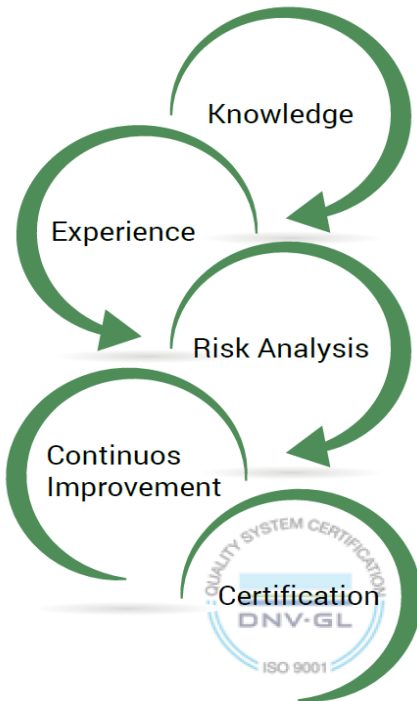 Knowledge
Experience
Risk Analysis
Continuos
Improvement
QUALITY SYSTEM CERTIFICATION
Certification
DNV·GL
ISO 9001